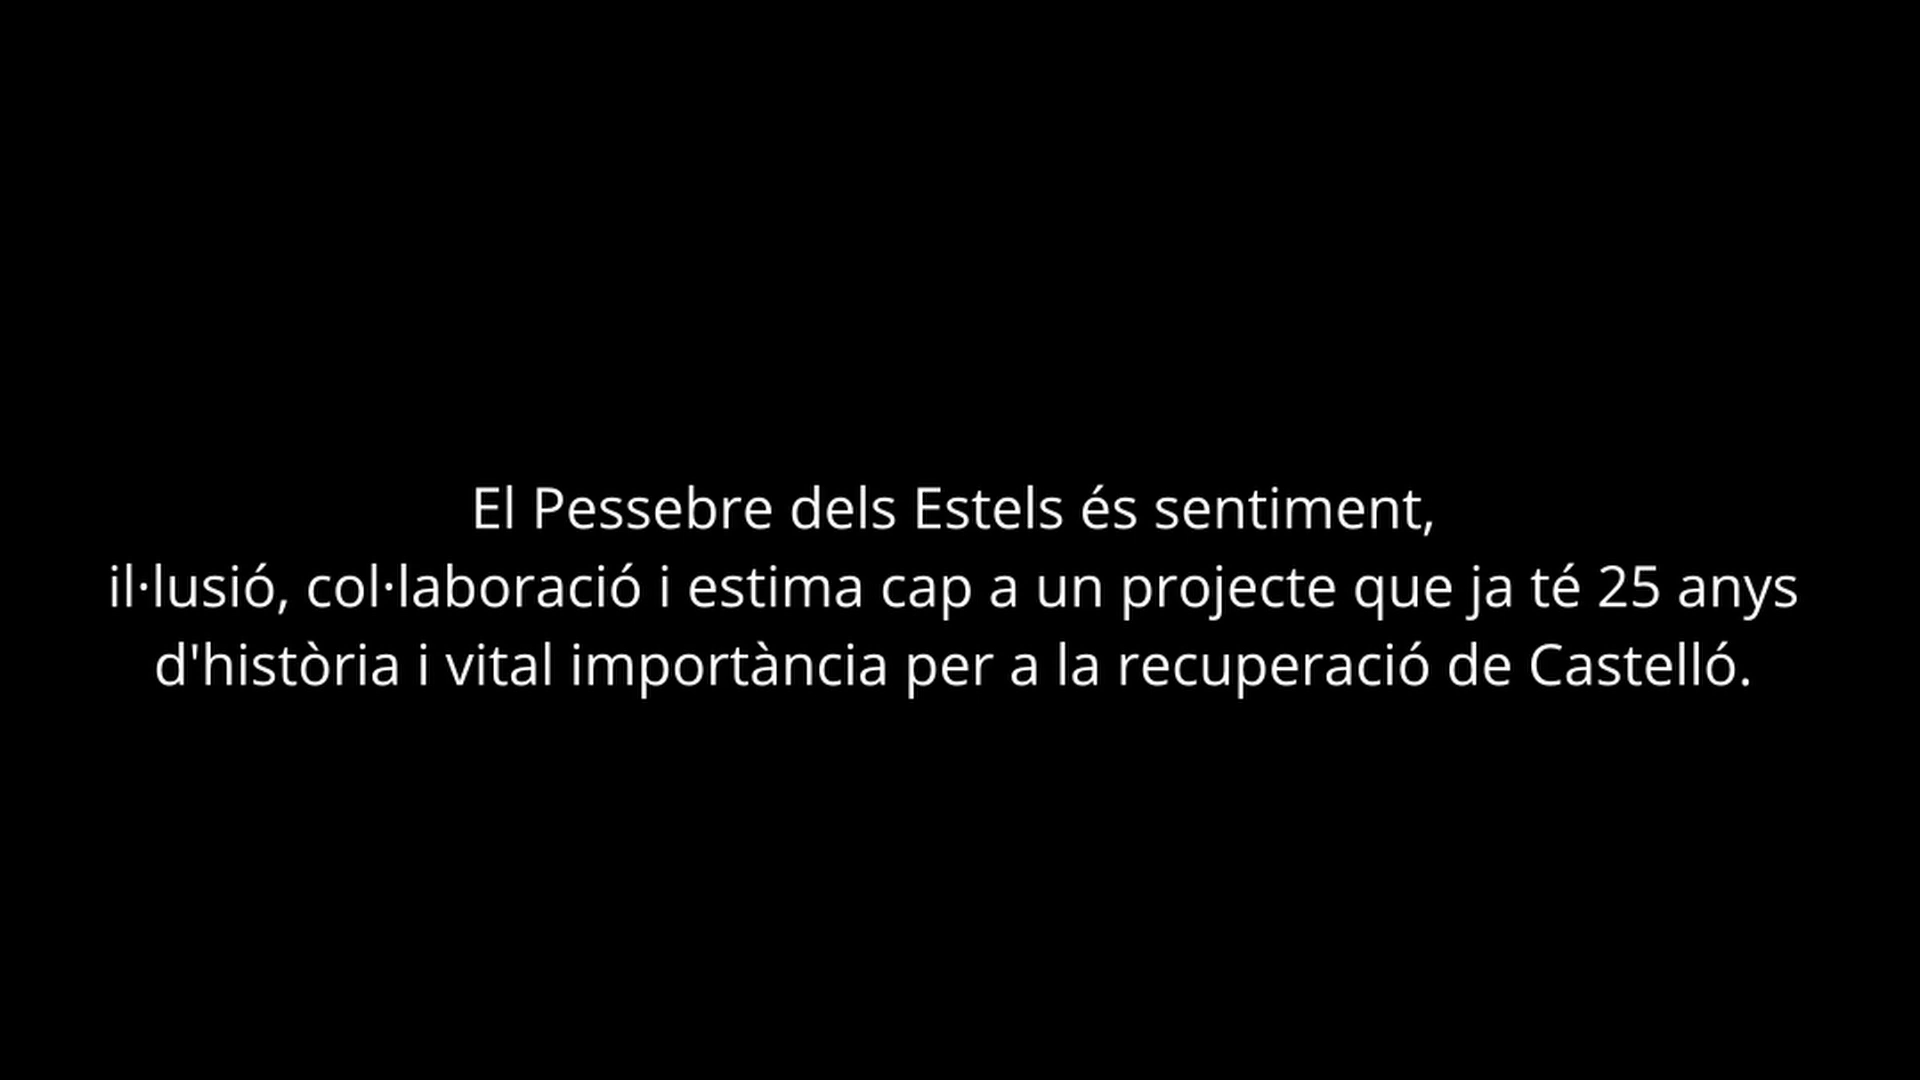 El Pessebre dels Estels és sentiment,
il·lusió, col·laboració i estima cap a un projecte que ja té 25 anys
d'història i vital importància per a la recuperació de Castelló.